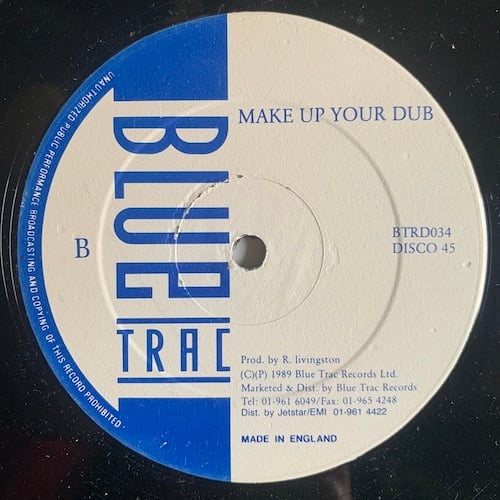 MAKE UP YOUR DUB
BLUE
TRAC
B
BTRD034
DISCO 45
Prod. by R. livingston
(C)(P) 1989 Blue Trac Records Ltd.
Marketed & Dist. by Blue Trac Records
Tel: 01-961 6049/Fax: 01-965 4248
Dist. by Jetstar/EMI 01-961 4422
MADE IN ENGLAND
UNAUTHORIZED PUBLIC PERFORMANCE BROADCASTING AND COPYING OF THIS RECORD PROHIBITED